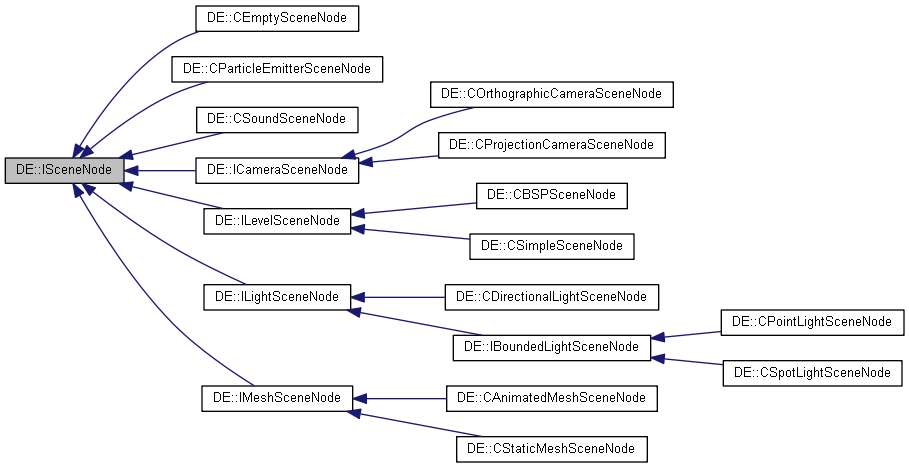 DE::CEmptySceneNode
DE::CParticleEmitterSceneNode
DE::COrthographicCameraSceneNode
DE::CSoundSceneNode
DE::CProjectionCameraSceneNode
DE::ISceneNode
DE::ICameraSceneNode
DE::CBSPSceneNode
DE::ILevelSceneNode
DE::CSimpleSceneNode
DE::ILightSceneNode
DE::CDirectionalLightSceneNode
DE::CPointLightSceneNode
DE::IBoundedLightSceneNode
DE::CSpotLightSceneNode
DE::IMeshSceneNode
DE::CAnimatedMeshSceneNode
DE::CStaticMeshSceneNode